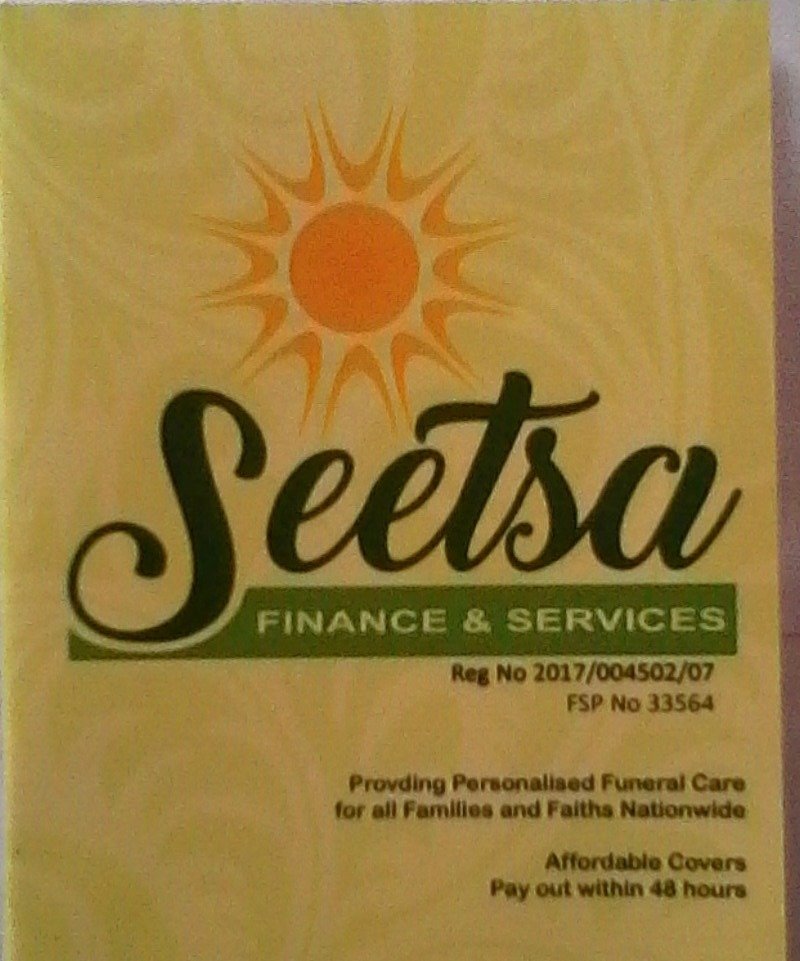 Seetsa
FINANCE & SERVICES
Reg No 2017/004502/07
FSP No 33564
Provding Personalised Funeral Care
for all Families and Faiths Nationwide
Affordable Covers
Pay out within 48 hours